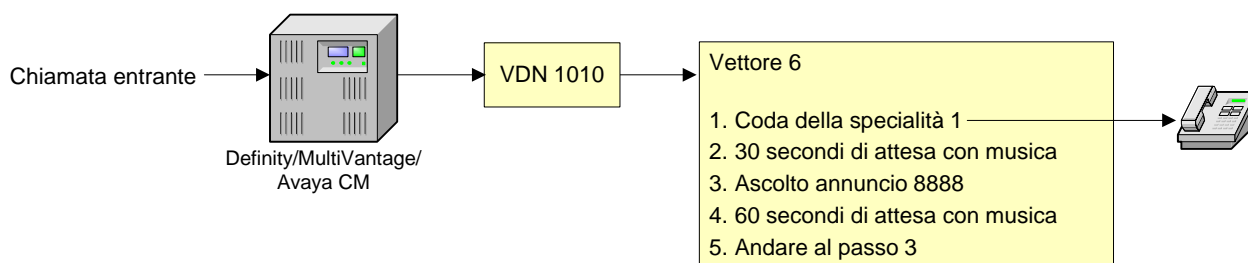 Chiamata entrante
Definity/MultiVantage/
Avaya CM
VDN 1010
Vettore 6
1. Coda della specialità 1
2. 30 secondi di attesa con musica
3. Ascolto annuncio 8888
4. 60 secondi di attesa con musica
5. Andare al passo 3